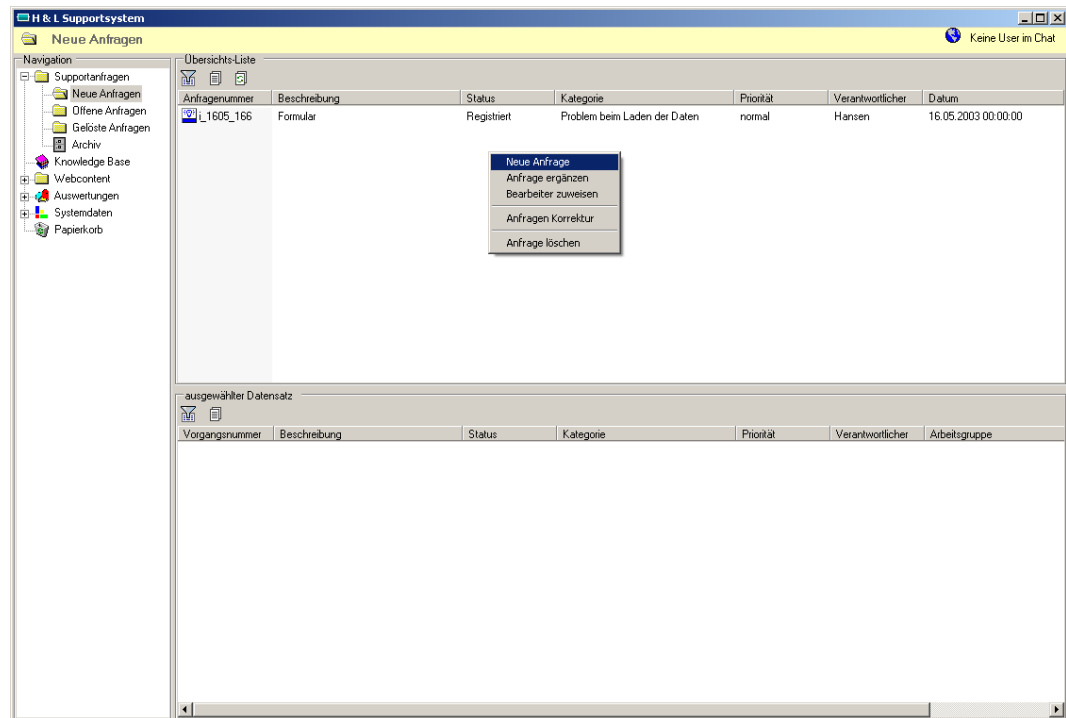 H & L Supportsystem
Neue Anfragen
Keine User im Chat
Navigation
Supportanfragen
Neue Anfragen
Offene Anfragen
Gelöste Anfragen
Archiv
Knowledge Base
Webcontent
Auswertungen
Systemdaten
Papierkorb
Übersichts-Liste
Anfragenummer Beschreibung Status Kategorie Priorität Verantwortlicher Datum
i_1605_166 Formular Registriert Problem beim Laden der Daten normal Hansen 16.05.2003 00:00:00
Neue Anfrage
Anfrage ergänzen
Bearbeiter zuweisen
Anfragen Korrektur
Anfrage löschen
ausgewählter Datensatz
Vorgangsnummer Beschreibung Status Kategorie Priorität Verantwortlicher Arbeitsgruppe